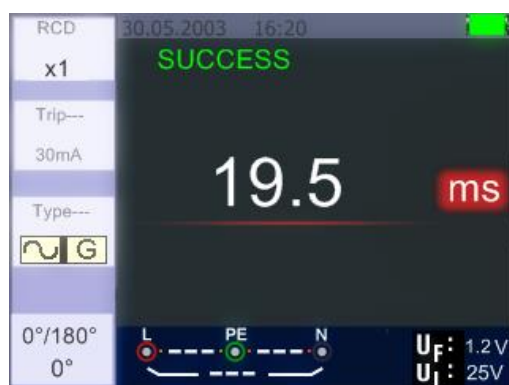 RCD
x1
Trip---
30mA
Type---
G
0°/180°
0°
30.05.2003 16:20
SUCCESS
19.5
ms
L PE N
UF: 1.2V
UL: 25V